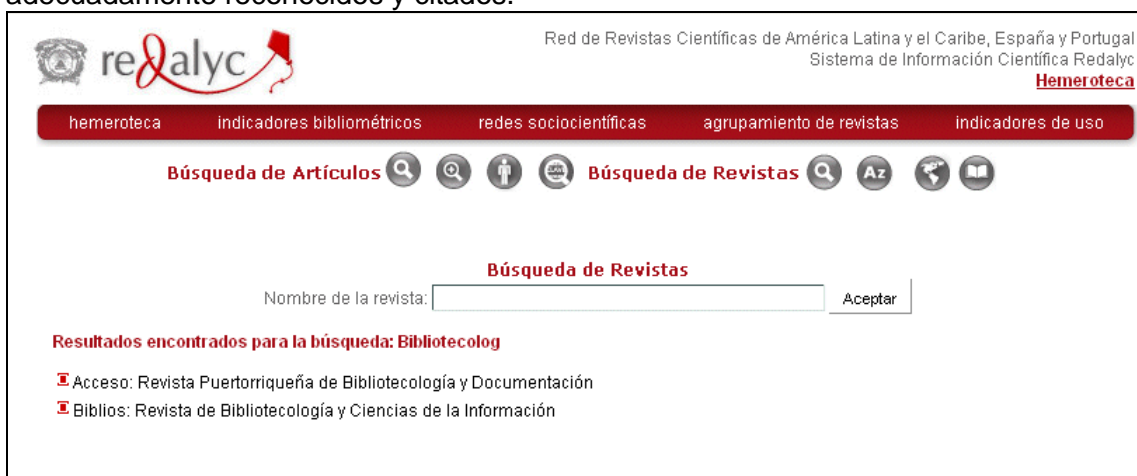 adecuadamente reconocidos y citados.
redalyc
Red de Revistas Científicas de América Latina y el Caribe, España y Portugal
Sistema de Información Científica Redalyc
Hemeroteca
hemeroteca indicadores bibliométricos redes sociocientíficas agrupamiento de revistas indicadores de uso
Búsqueda de Artículos Búsqueda de Revistas AZ
Búsqueda de Revistas
Nombre de la revista: Aceptar
Resultados encontrados para la búsqueda: Bibliotecolog
Acceso: Revista Puertorriqueña de Bibliotecología y Documentación
Biblios: Revista de Bibliotecología y Ciencias de la Información